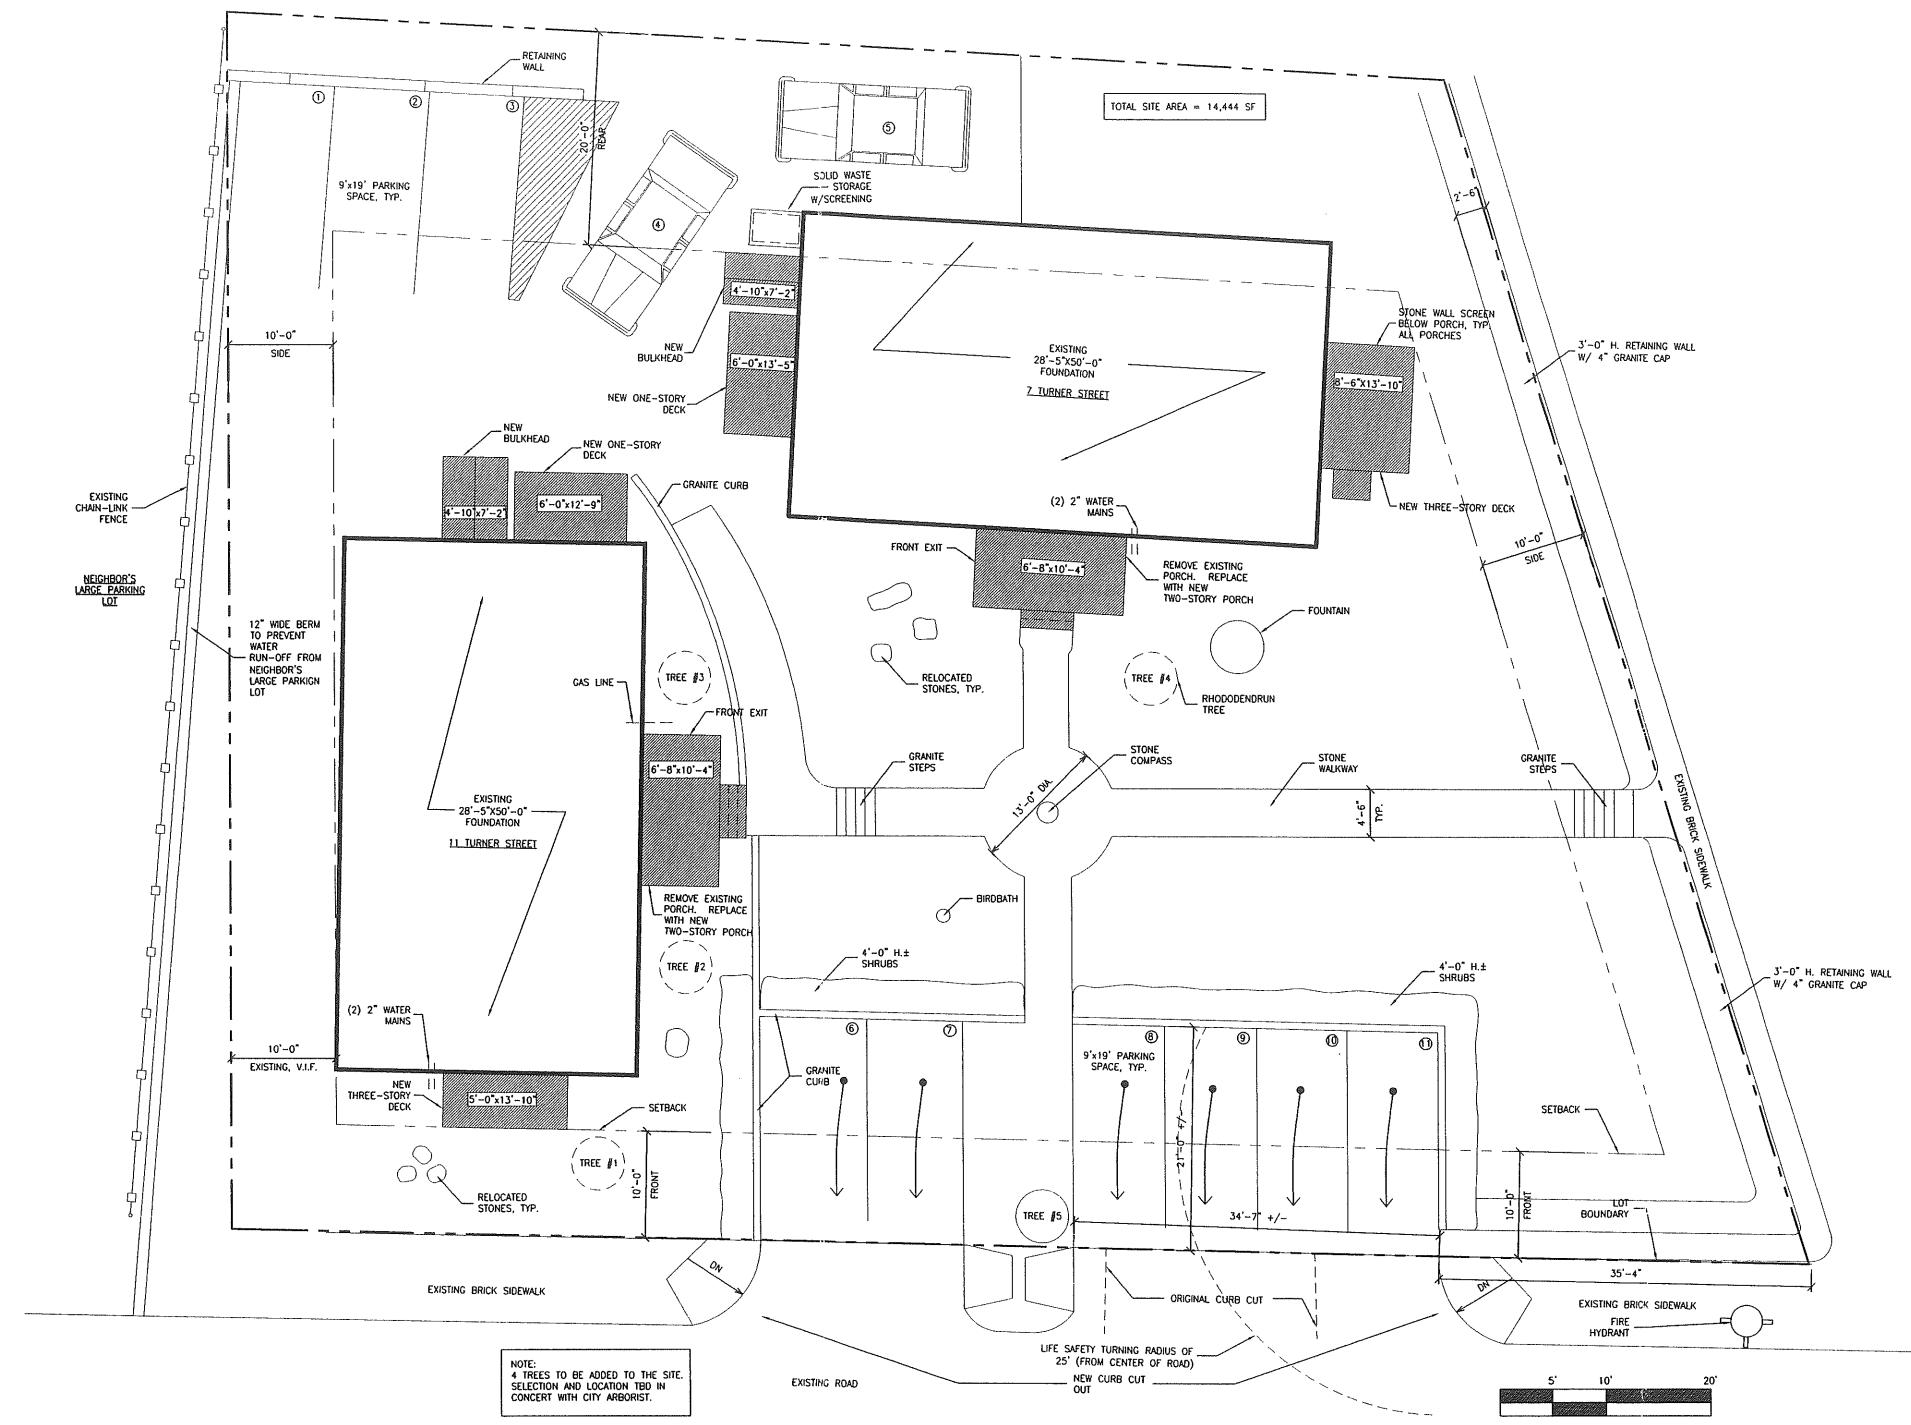 RETAINING
WALL
①
②
③
20'-0"
REAR
⑤
TOTAL SITE AREA = 14,444 SF
9'x19' PARKING
SPACE, TYP.
SOLID WASTE
STORAGE
W/SCREENING
④
2'-6"
4'-10"x7'-2"
10'-0"
SIDE
NEW
BULKHEAD
6'-0"x13'-5"
NEW ONE-STORY
DECK
EXISTING
28'-5"X50'-0"
FOUNDATION
7 TURNER STREET
STONE WALL SCREEN
BELOW PORCH, TYP.
ALL PORCHES
8'-6"X13'-10"
3'-0" H. RETAINING WALL
W/ 4" GRANITE CAP
NEW
BULKHEAD
NEW ONE-STORY
DECK
GRANITE CURB
4'-10"x7'-2"
6'-0"x12'-9"
EXISTING
CHAIN-LINK
FENCE
(2) 2" WATER
MAINS
NEW THREE-STORY DECK
FRONT EXIT
6'-8"x10'-4"
REMOVE EXISTING
PORCH. REPLACE
WITH NEW
TWO-STORY PORCH
10'-0"
SIDE
NEIGHBOR'S
LARGE PARKING
LOT
FOUNTAIN
12" WIDE BERM
TO PREVENT
WATER
RUN-OFF FROM
NEIGHBOR'S
LARGE PARKIGN
LOT
GAS LINE
TREE #3
RELOCATED
STONES, TYP.
TREE #4
RHODODENDRUN
TREE
FRONT EXIT
6'-8"x10'-4"
GRANITE
STEPS
STONE
COMPASS
13'-0" DIA.
STONE
WALKWAY
GRANITE
STEPS
4'-6"
TYP.
EXISTING BRICK SIDEWALK
EXISTING
28'-5"X50'-0"
FOUNDATION
11 TURNER STREET
REMOVE EXISTING
PORCH. REPLACE
WITH NEW
TWO-STORY PORCH
BIRDBATH
TREE #2
4'-0" H.±
SHRUBS
4'-0" H.±
SHRUBS
3'-0" H. RETAINING WALL
W/ 4" GRANITE CAP
(2) 2" WATER
MAINS
⑥
⑦
⑧
⑨
⑩
⑪
10'-0"
EXISTING, V.I.F.
9'x19' PARKING
SPACE, TYP.
GRANITE
CURB
NEW
THREE-STORY
DECK
5'-0"x13'-10"
SETBACK
SETBACK
21'-0" +/-
TREE #1
10'-0"
FRONT
RELOCATED
STONES, TYP.
TREE #5
34'-7" +/-
10'-0"
FRONT
LOT
BOUNDARY
DN
35'-4"
DN
EXISTING BRICK SIDEWALK
ORIGINAL CURB CUT
EXISTING BRICK SIDEWALK
FIRE
HYDRANT
LIFE SAFETY TURNING RADIUS OF
25' (FROM CENTER OF ROAD)
NEW CURB CUT
OUT
EXISTING ROAD
NOTE:
4 TREES TO BE ADDED TO THE SITE.
SELECTION AND LOCATION TBD IN
CONCERT WITH CITY ARBORIST.
5' 10' 20'